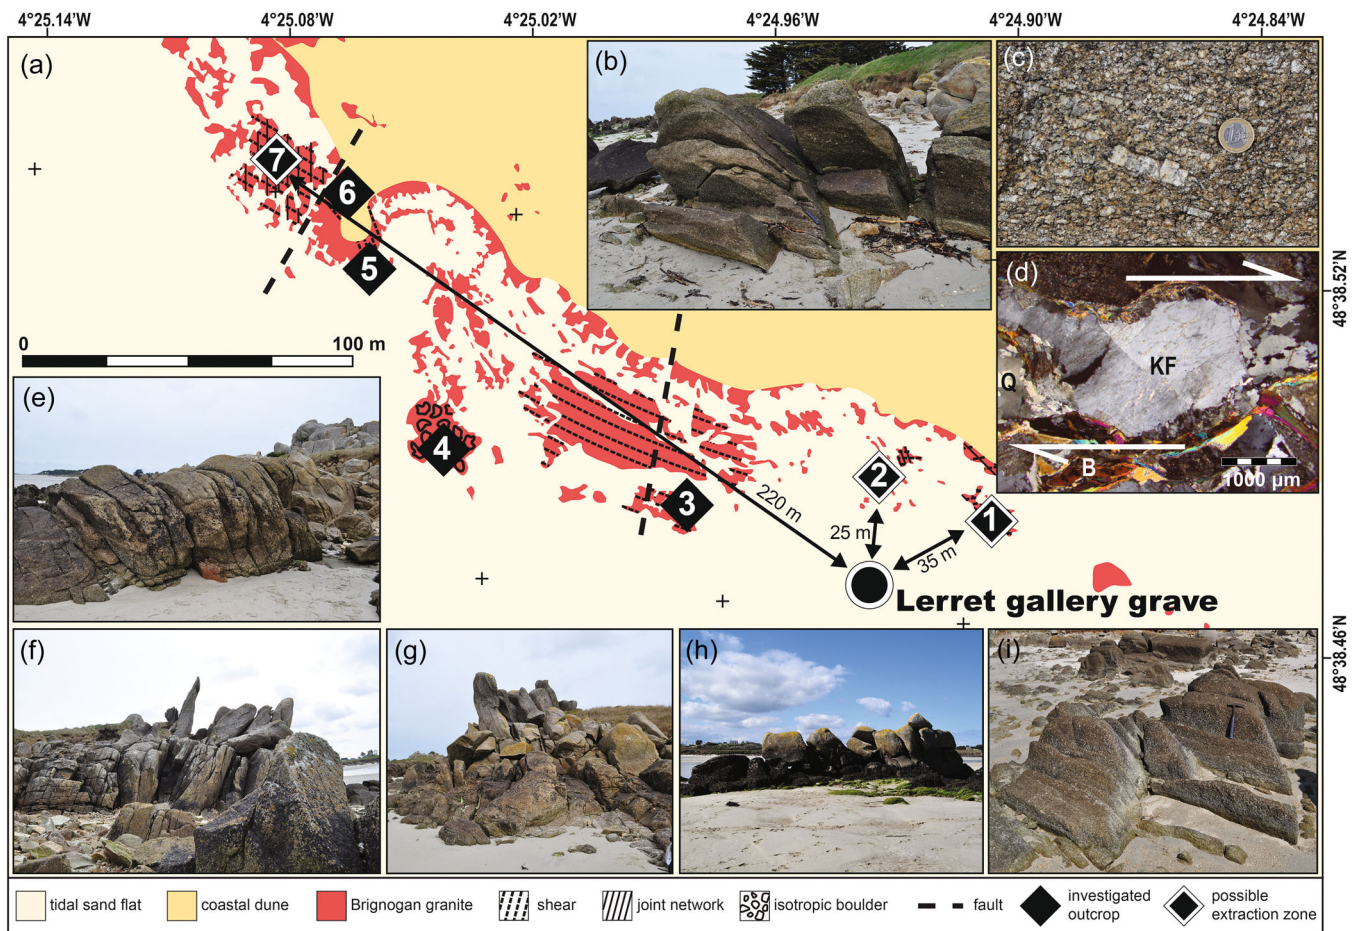 4°25.14'W 4°25.08'W 4°25.02'W 4°24.96'W 4°24.90'W 4°24.84'W
(a)
(b)
(c)
(d)
KF
Q
B
1000 µm
48°38.52'N
7
6
5
0 100 m
(e)
4
3
2
1
220 m
25 m
35 m
Lerret gallery grave
48°38.46'N
(f)
(g)
(h)
(i)
tidal sand flat
coastal dune
Brignogan granite
shear
joint network
isotropic boulder
fault
investigated
outcrop
possible
extraction zone